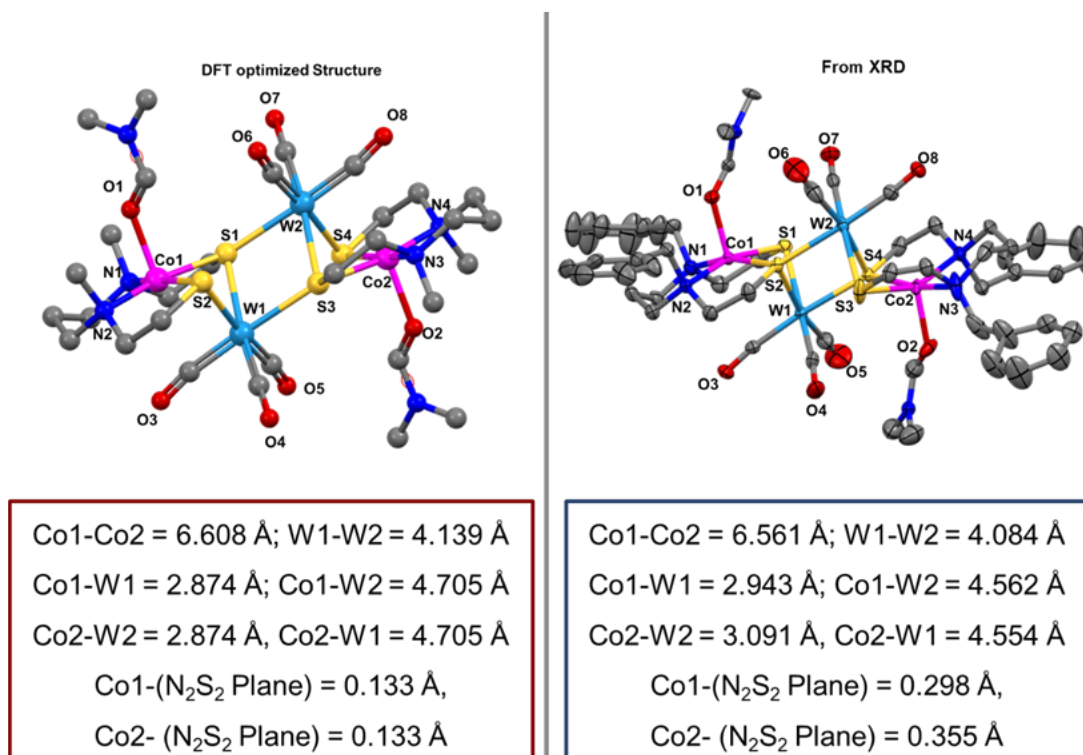 DFT optimized Structure
O7
O8
O6
O1
S1
W2
S4
N4
Co1
N1
S2
N3
Co2
S3
N2
W1
O2
O5
O3
O4
Co1-Co2 = 6.608 Å; W1-W2 = 4.139 Å
Co1-W1 = 2.874 Å; Co1-W2 = 4.705 Å
Co2-W2 = 2.874 Å, Co2-W1 = 4.705 Å
Co1-(N₂S₂ Plane) = 0.133 Å,
Co2- (N₂S₂ Plane) = 0.133 Å
From XRD
O7
O6
O8
O1
W2
S1
Co1
N4
N1
S4
S2
N2
S3
Co2
N3
W1
O2
O3
O5
O4
Co1-Co2 = 6.561 Å; W1-W2 = 4.084 Å
Co1-W1 = 2.943 Å; Co1-W2 = 4.562 Å
Co2-W2 = 3.091 Å, Co2-W1 = 4.554 Å
Co1-(N₂S₂ Plane) = 0.298 Å,
Co2- (N₂S₂ Plane) = 0.355 Å